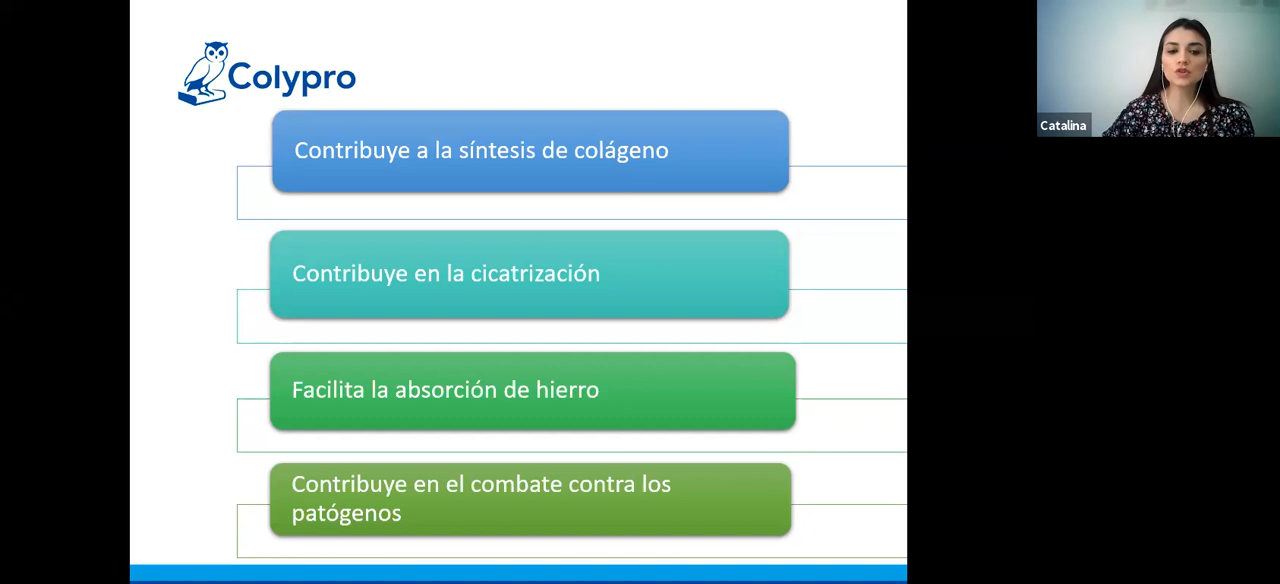 Colypro
Contribuye a la síntesis de colágeno
Catalina
Contribuye en la cicatrización
Facilita la absorción de hierro
Contribuye en el combate contra los
patógenos